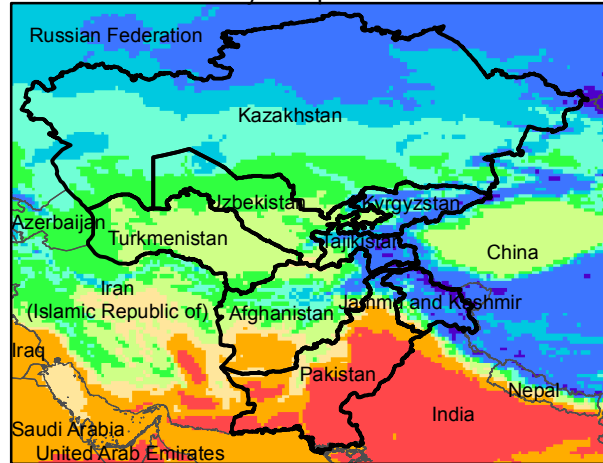 Russian Federation
Kazakhstan
Uzbekistan
Kyrgyzstan
Azerbaijan
Turkmenistan
Tajikistan
China
Iran
(Islamic Republic of)
Afghanistan
Jammu and Kashmir
Iraq
Pakistan
Nepal
India
Saudi Arabia
United Arab Emirates